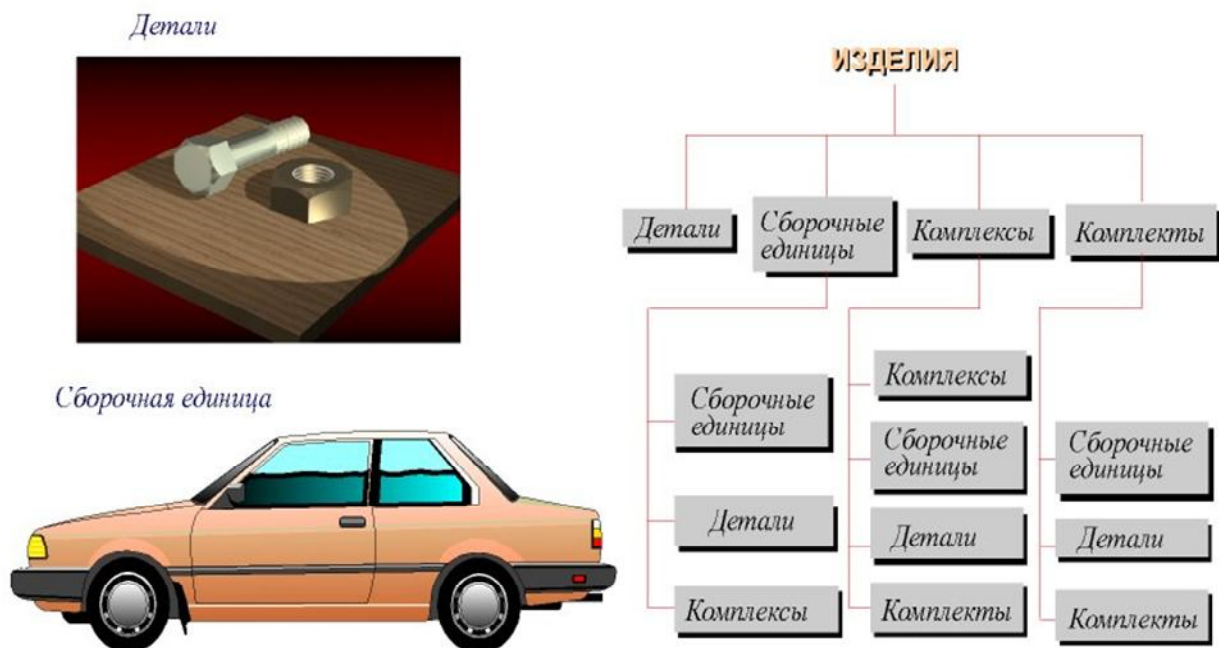 Детали
Сборочная единица
ИЗДЕЛИЯ
Детали
Сборочные
единицы
Комплексы
Комплекты
Сборочные
единицы
Детали
Комплексы
Комплексы
Сборочные
единицы
Детали
Комплекты
Сборочные
единицы
Детали
Комплекты